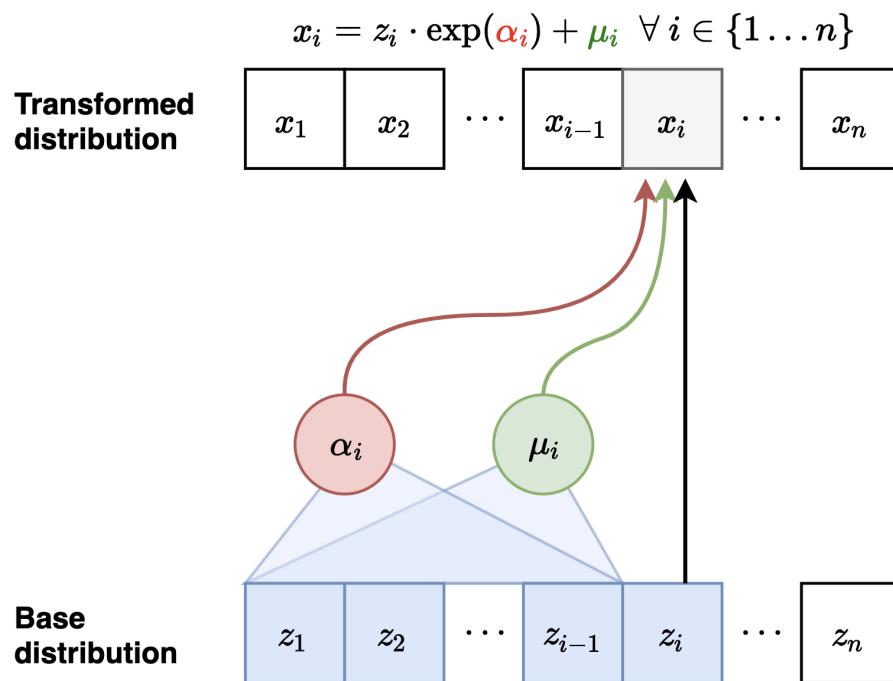 x_i = z_i · exp(α_i) + μ_i ∀ i ∈ {1 … n}
Transformed
distribution
x_1 x_2 ⋯ x_{i−1} x_i ⋯ x_n
α_i μ_i
Base
distribution
z_1 z_2 ⋯ z_{i−1} z_i ⋯ z_n